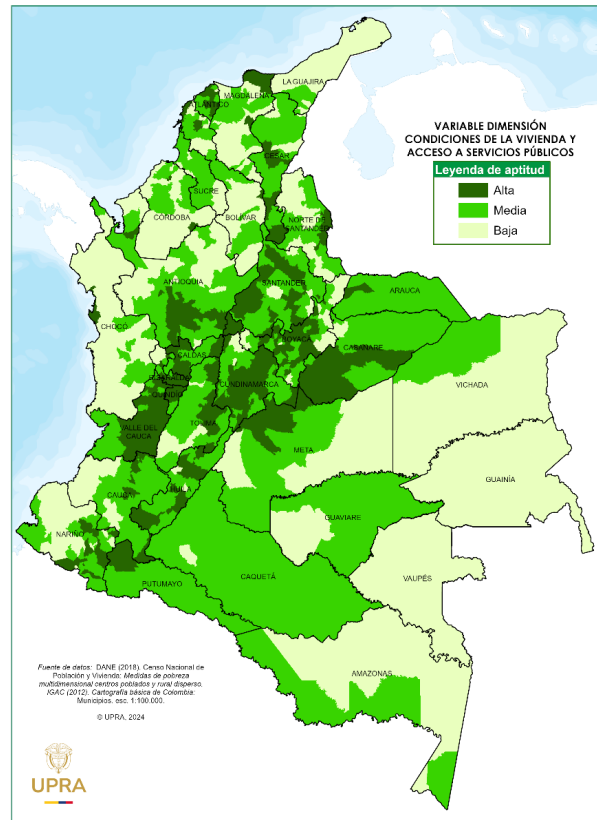 VARIABLE DIMENSIÓN
CONDICIONES DE LA VIVIENDA Y
ACCESO A SERVICIOS PÚBLICOS
Leyenda de aptitud
Alta
Media
Baja
LA GUAJIRA
MAGDALENA
ATLÁNTICO
CESAR
SUCRE
CÓRDOBA
BOLÍVAR
NORTE DE
SANTANDER
ANTIOQUIA
SANTANDER
ARAUCA
CHOCÓ
BOYACÁ
CASANARE
CALDAS
RISARALDA
CUNDINAMARCA
VICHADA
QUINDÍO
VALLE DEL
CAUCA
TOLIMA
META
GUAINÍA
HUILA
CAUCA
GUAVIARE
NARIÑO
VAUPÉS
CAQUETÁ
PUTUMAYO
AMAZONAS
Fuente de datos: DANE (2018). Censo Nacional de
Población y Vivienda: Medidas de pobreza
multidimensional centros poblados y rural disperso.
IGAC (2012). Cartografía básica de Colombia:
Municipios. esc. 1:100.000.
© UPRA, 2024
UPRA